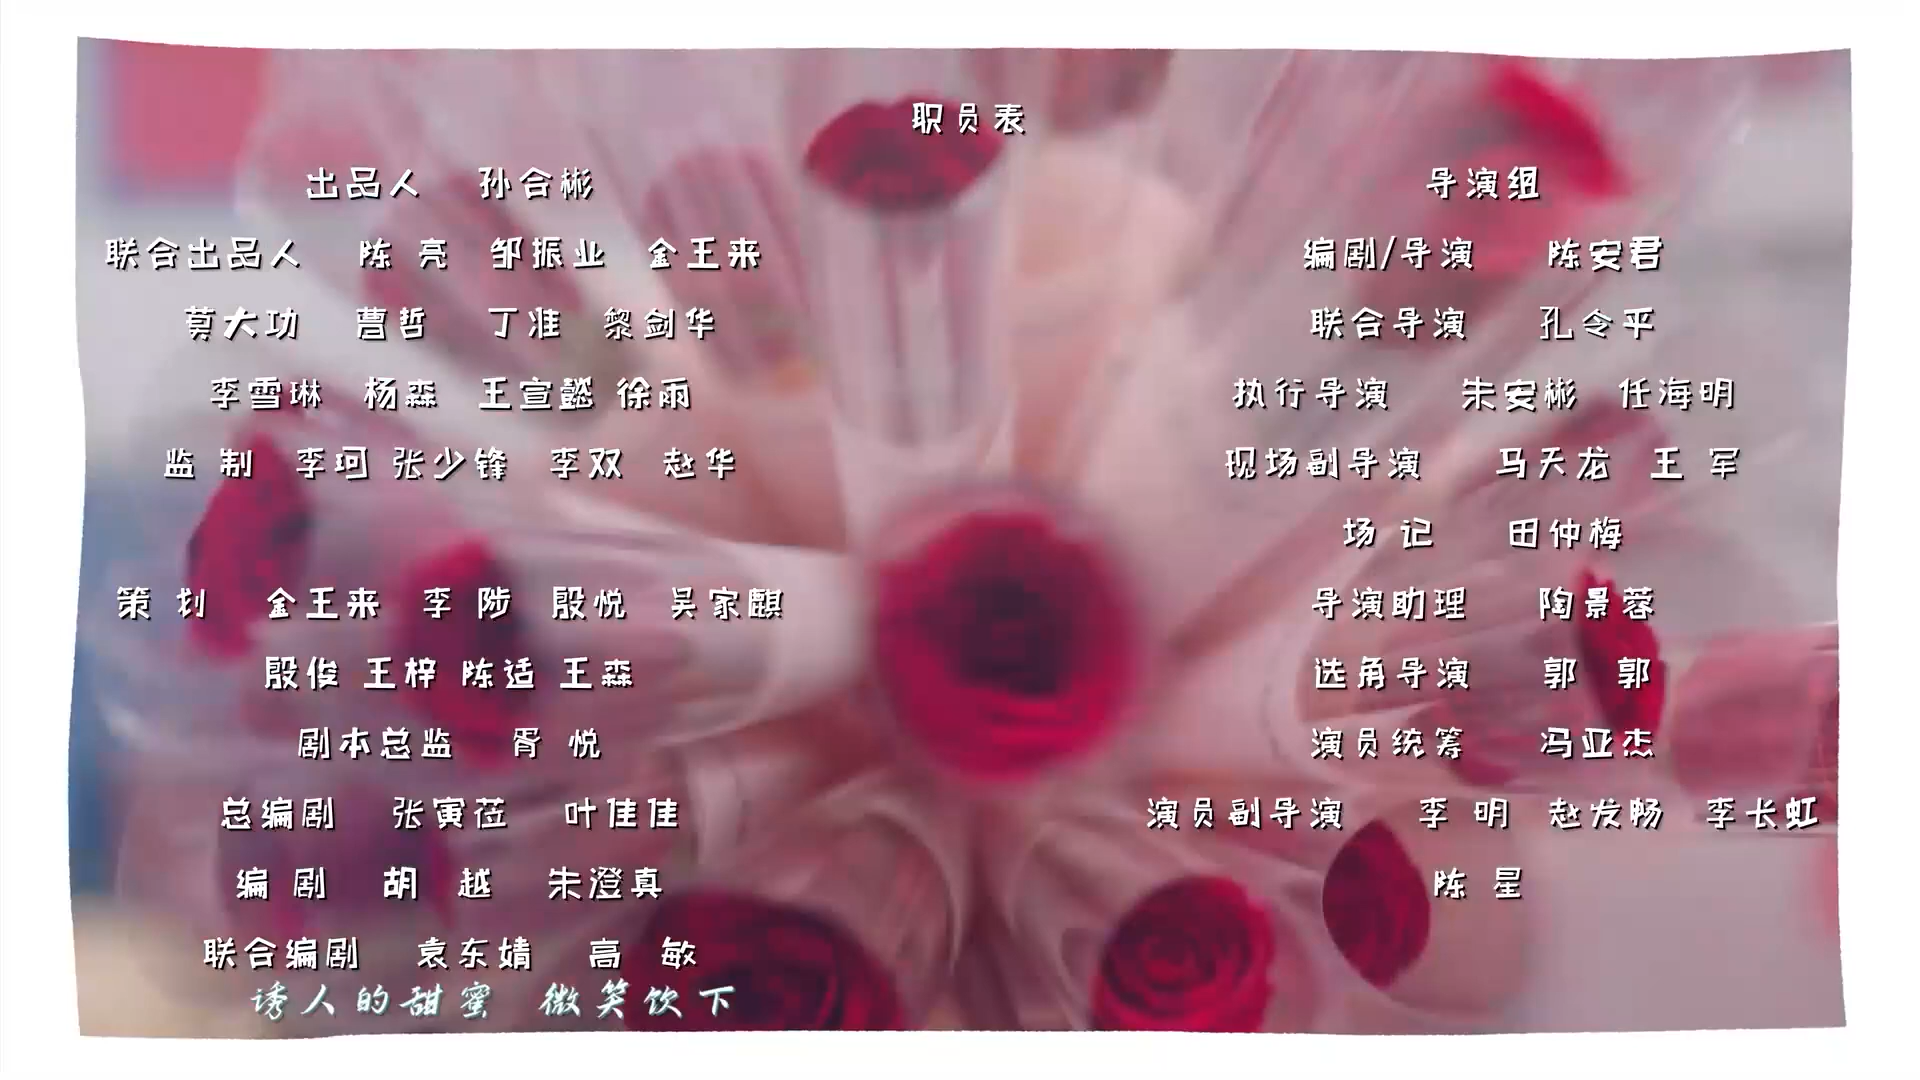 职员表
出品人 孙合彬
联合出品人 陈 亮 邹振业 金王来
莫大功 曹哲 丁准 黎剑华
李雪琳 杨森 王宣懿 徐雨
监 制 李珂 张少锋 李双 赵华
策 划 金王来 李 陟 殷悦 吴家麒
殷俊 王梓 陈适 王森
剧本总监 胥 悦
总编剧 张寅莅 叶佳佳
编 剧 胡 越 朱澄真
联合编剧 袁东婧 高 敏
导演组
编剧/导演 陈安君
联合导演 孔令平
执行导演 朱安彬 任海明
现场副导演 马天龙 王 军
场 记 田仲梅
导演助理 陶景蓉
选角导演 郭 郭
演员统筹 冯亚杰
演员副导演 李 明 赵发畅 李长虹
陈 星
诱人的甜蜜 微笑饮下